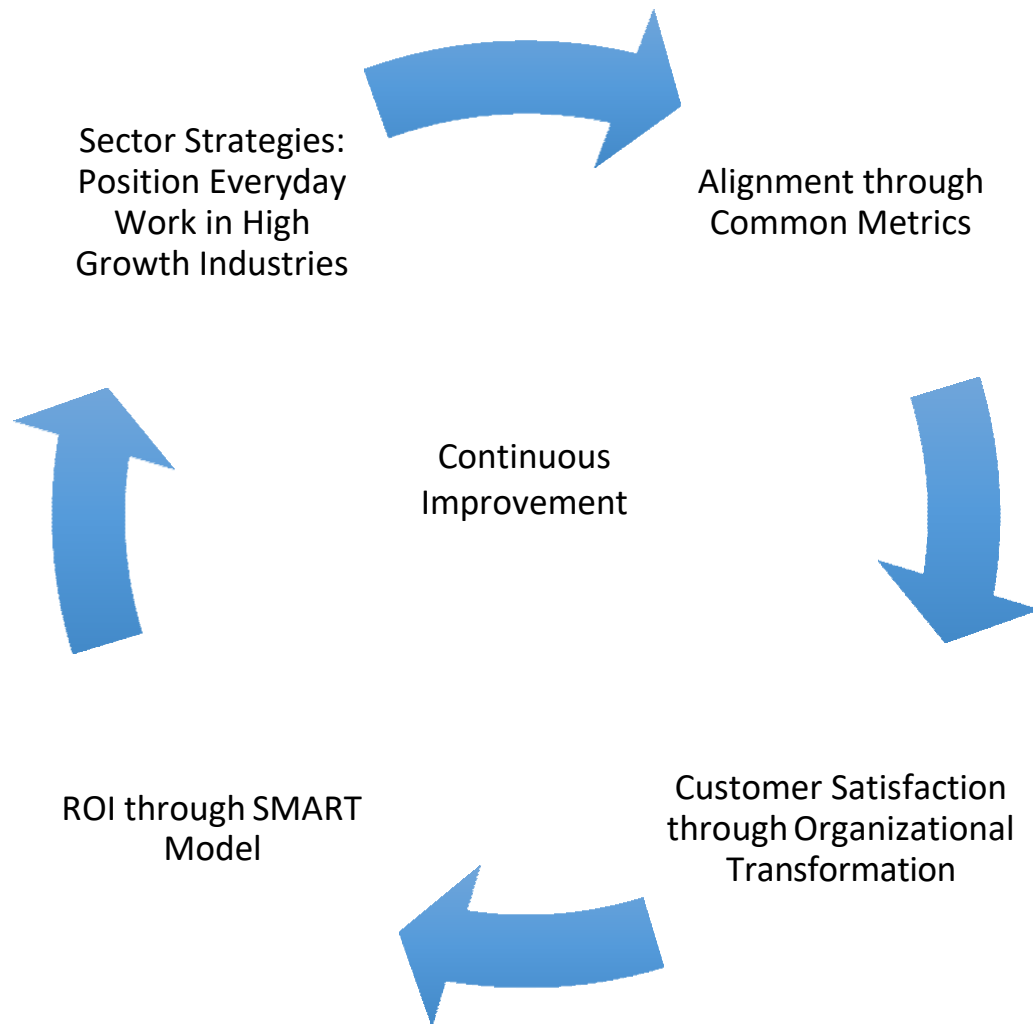 Sector Strategies:
Position Everyday
Work in High
Growth Industries
Alignment through
Common Metrics
Continuous
Improvement
Customer Satisfaction
through Organizational
Transformation
ROI through SMART
Model